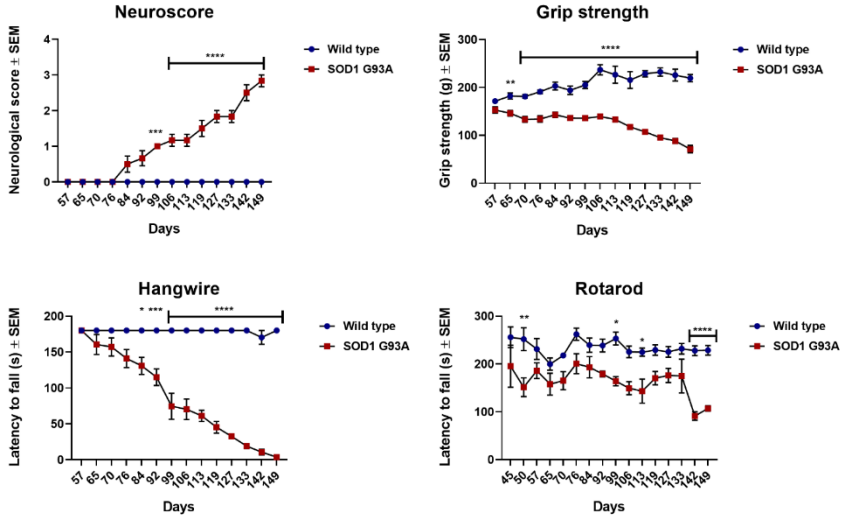 Neuroscore
****
***
Neurological score ± SEM
4
3
2
1
0
57 65 70 76 84 92 99 106 113 119 127 133 142 149
Days
Wild type
SOD1 G93A
Grip strength
****
**
Grip strength (g) ± SEM
300
200
100
0
57 65 70 76 84 92 99 106 113 119 127 133 142 149
Days
Wild type
SOD1 G93A
Hangwire
* *** ****
Latency to fall (s) ± SEM
200
150
100
50
0
57 65 70 76 84 92 99 106 113 119 127 133 142 149
Days
Wild type
SOD1 G93A
Rotarod
** * * ****
Latency to fall (s) ± SEM
300
200
100
0
45 50 57 65 70 76 84 92 99 106 113 119 127 133 142 149
Days
Wild type
SOD1 G93A